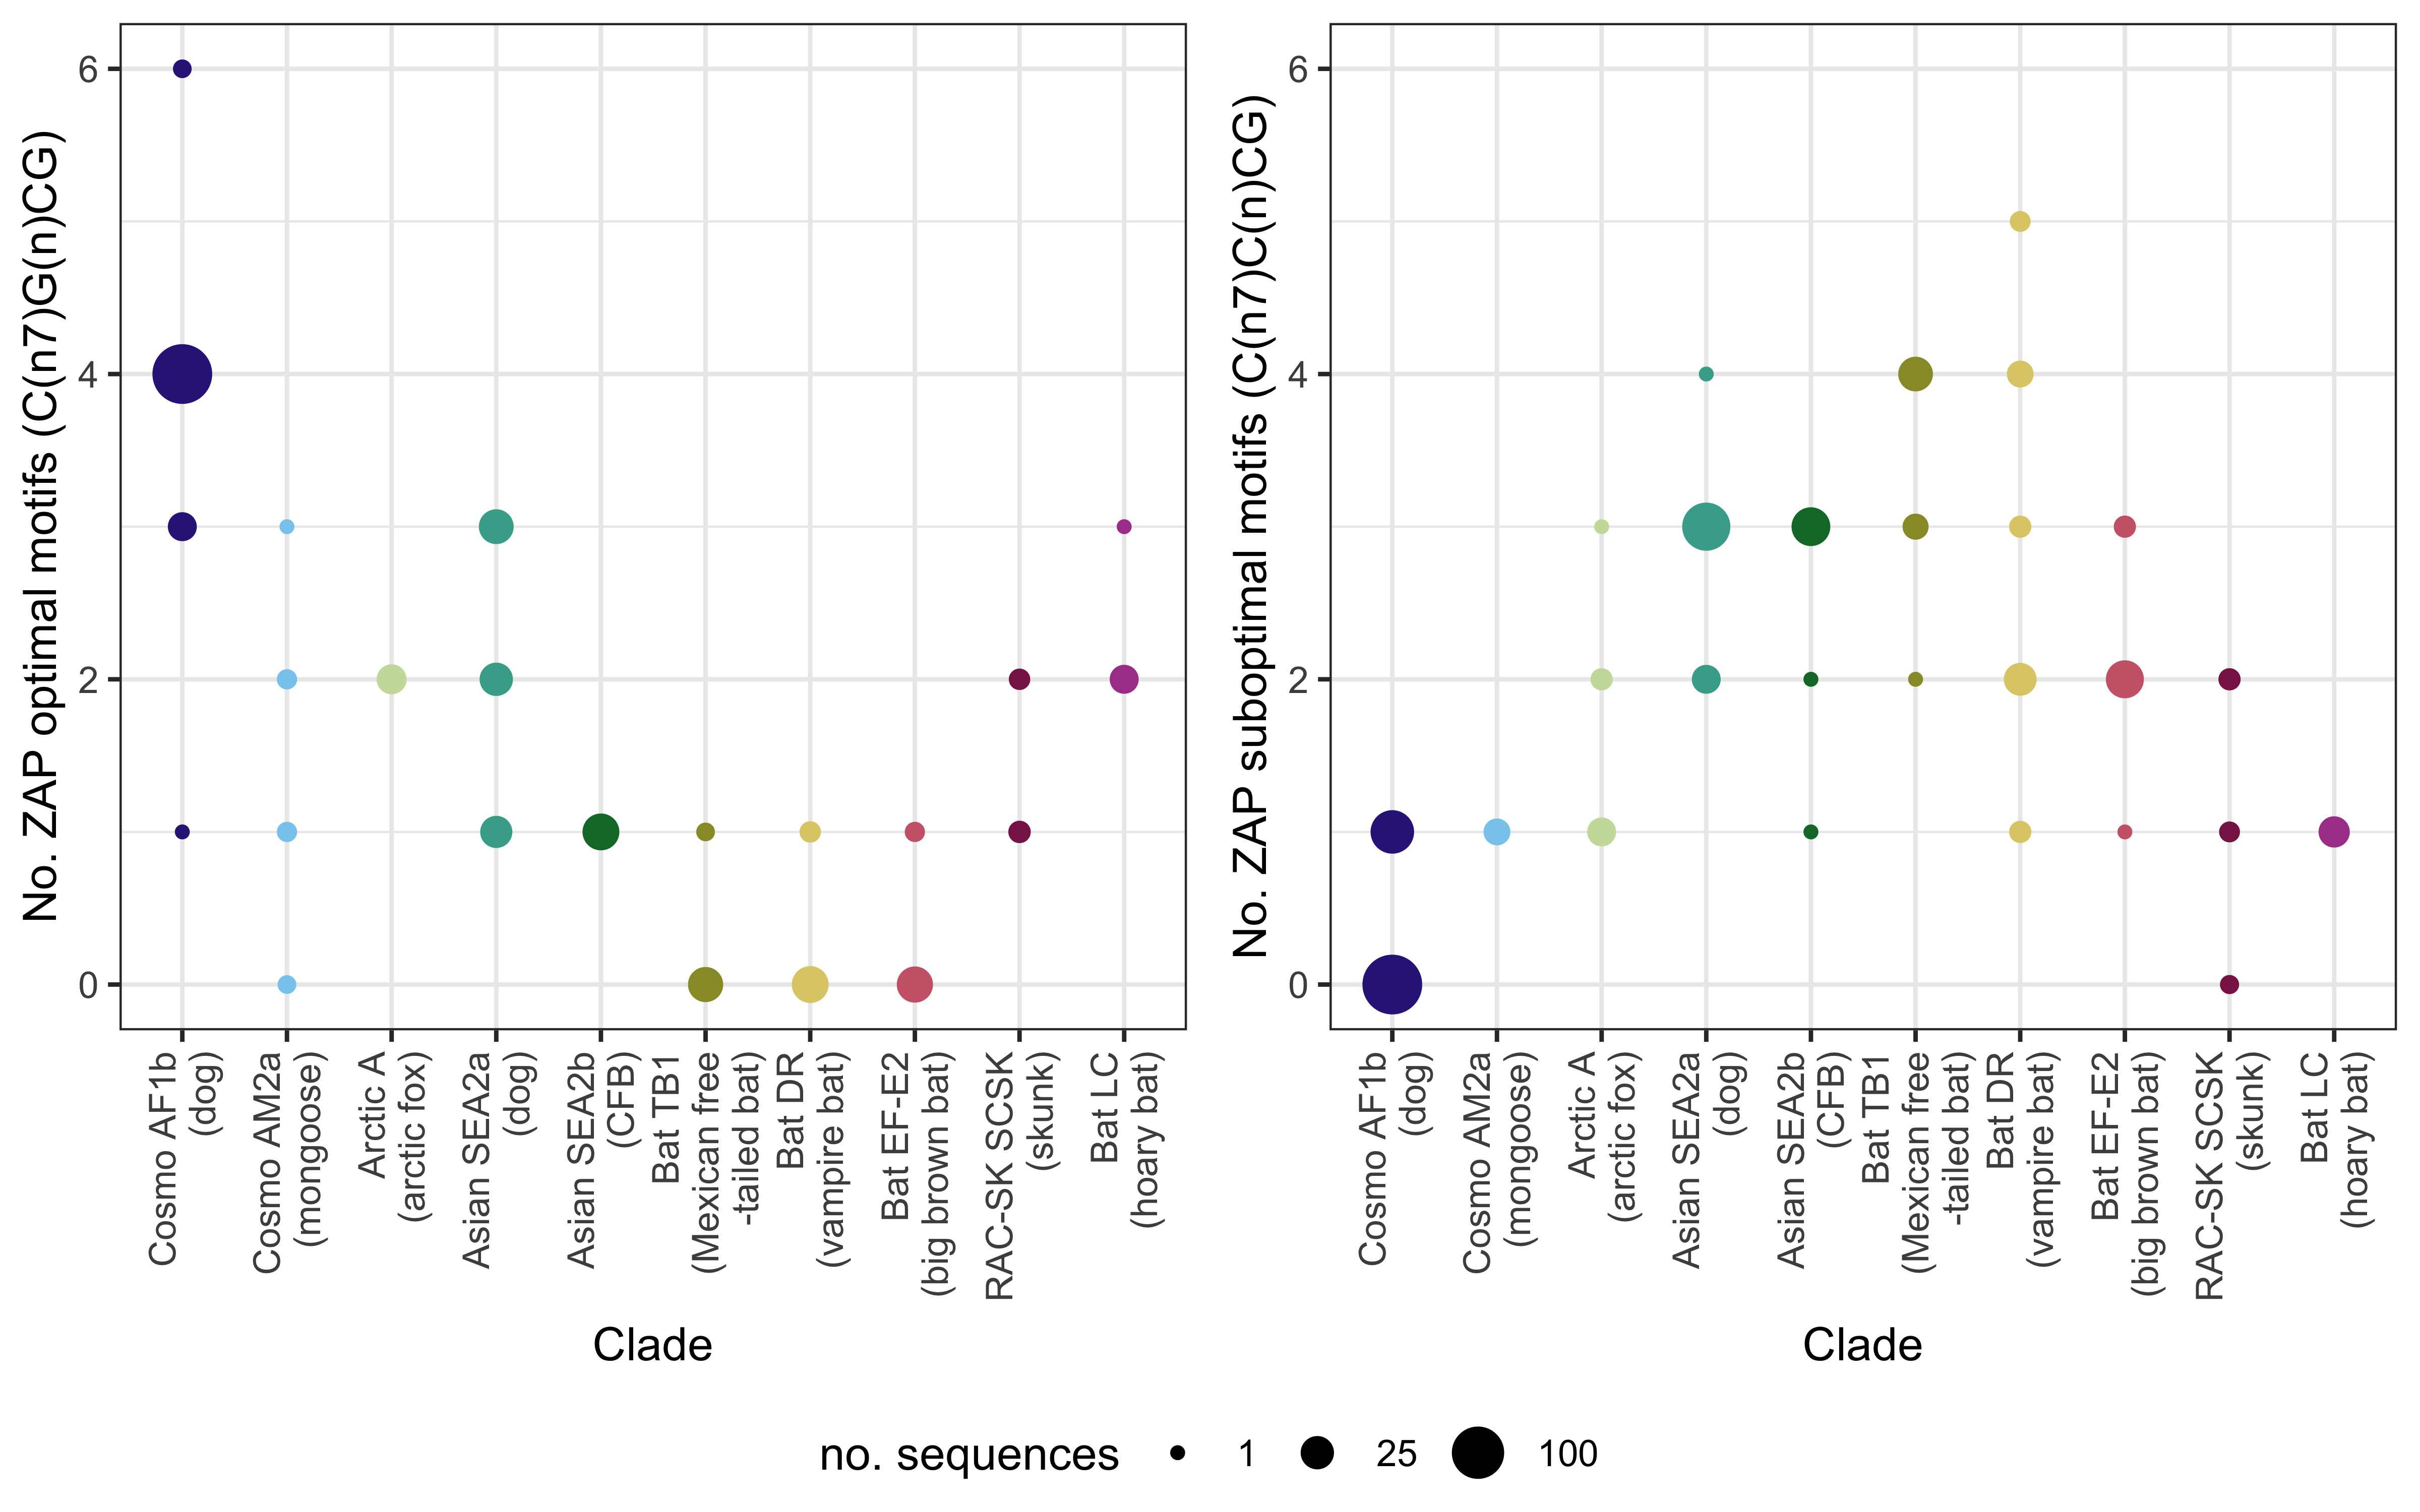 No. ZAP optimal motifs (C(n7)G(n)CG)
6
4
2
0
Cosmo AF1b
(dog)
Cosmo AM2a
(mongoose)
Arctic A
(arctic fox)
Asian SEA2a
(dog)
Asian SEA2b
(CFB)
Bat TB1
(Mexican free
-tailed bat)
Bat DR
(vampire bat)
Bat EF-E2
(big brown bat)
RAC-SK SCSK
(skunk)
Bat LC
(hoary bat)
Clade
No. ZAP suboptimal motifs (C(n7)C(n)CG)
6
4
2
0
Cosmo AF1b
(dog)
Cosmo AM2a
(mongoose)
Arctic A
(arctic fox)
Asian SEA2a
(dog)
Asian SEA2b
(CFB)
Bat TB1
(Mexican free
-tailed bat)
Bat DR
(vampire bat)
Bat EF-E2
(big brown bat)
RAC-SK SCSK
(skunk)
Bat LC
(hoary bat)
Clade
no. sequences 1 25 100